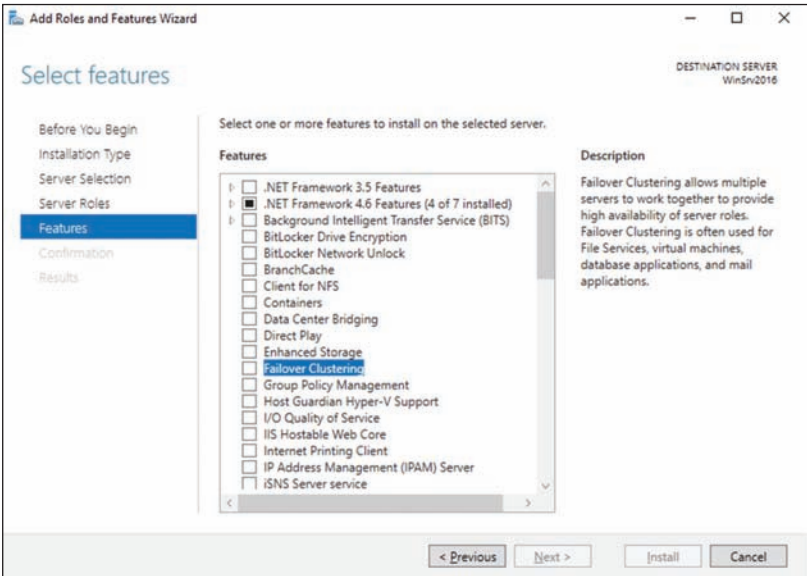 Add Roles and Features Wizard
Select features
DESTINATION SERVER
WinSrv2016
Before You Begin
Installation Type
Server Selection
Server Roles
Features
Confirmation
Results
Select one or more features to install on the selected server.
Features
.NET Framework 3.5 Features
.NET Framework 4.6 Features (4 of 7 installed)
Background Intelligent Transfer Service (BITS)
BitLocker Drive Encryption
BitLocker Network Unlock
BranchCache
Client for NFS
Containers
Data Center Bridging
Direct Play
Enhanced Storage
Failover Clustering
Group Policy Management
Host Guardian Hyper-V Support
I/O Quality of Service
IIS Hostable Web Core
Internet Printing Client
IP Address Management (IPAM) Server
iSNS Server service
Description
Failover Clustering allows multiple
servers to work together to provide
high availability of server roles.
Failover Clustering is often used for
File Services, virtual machines,
database applications, and mail
applications.
< Previous
Next >
Install
Cancel